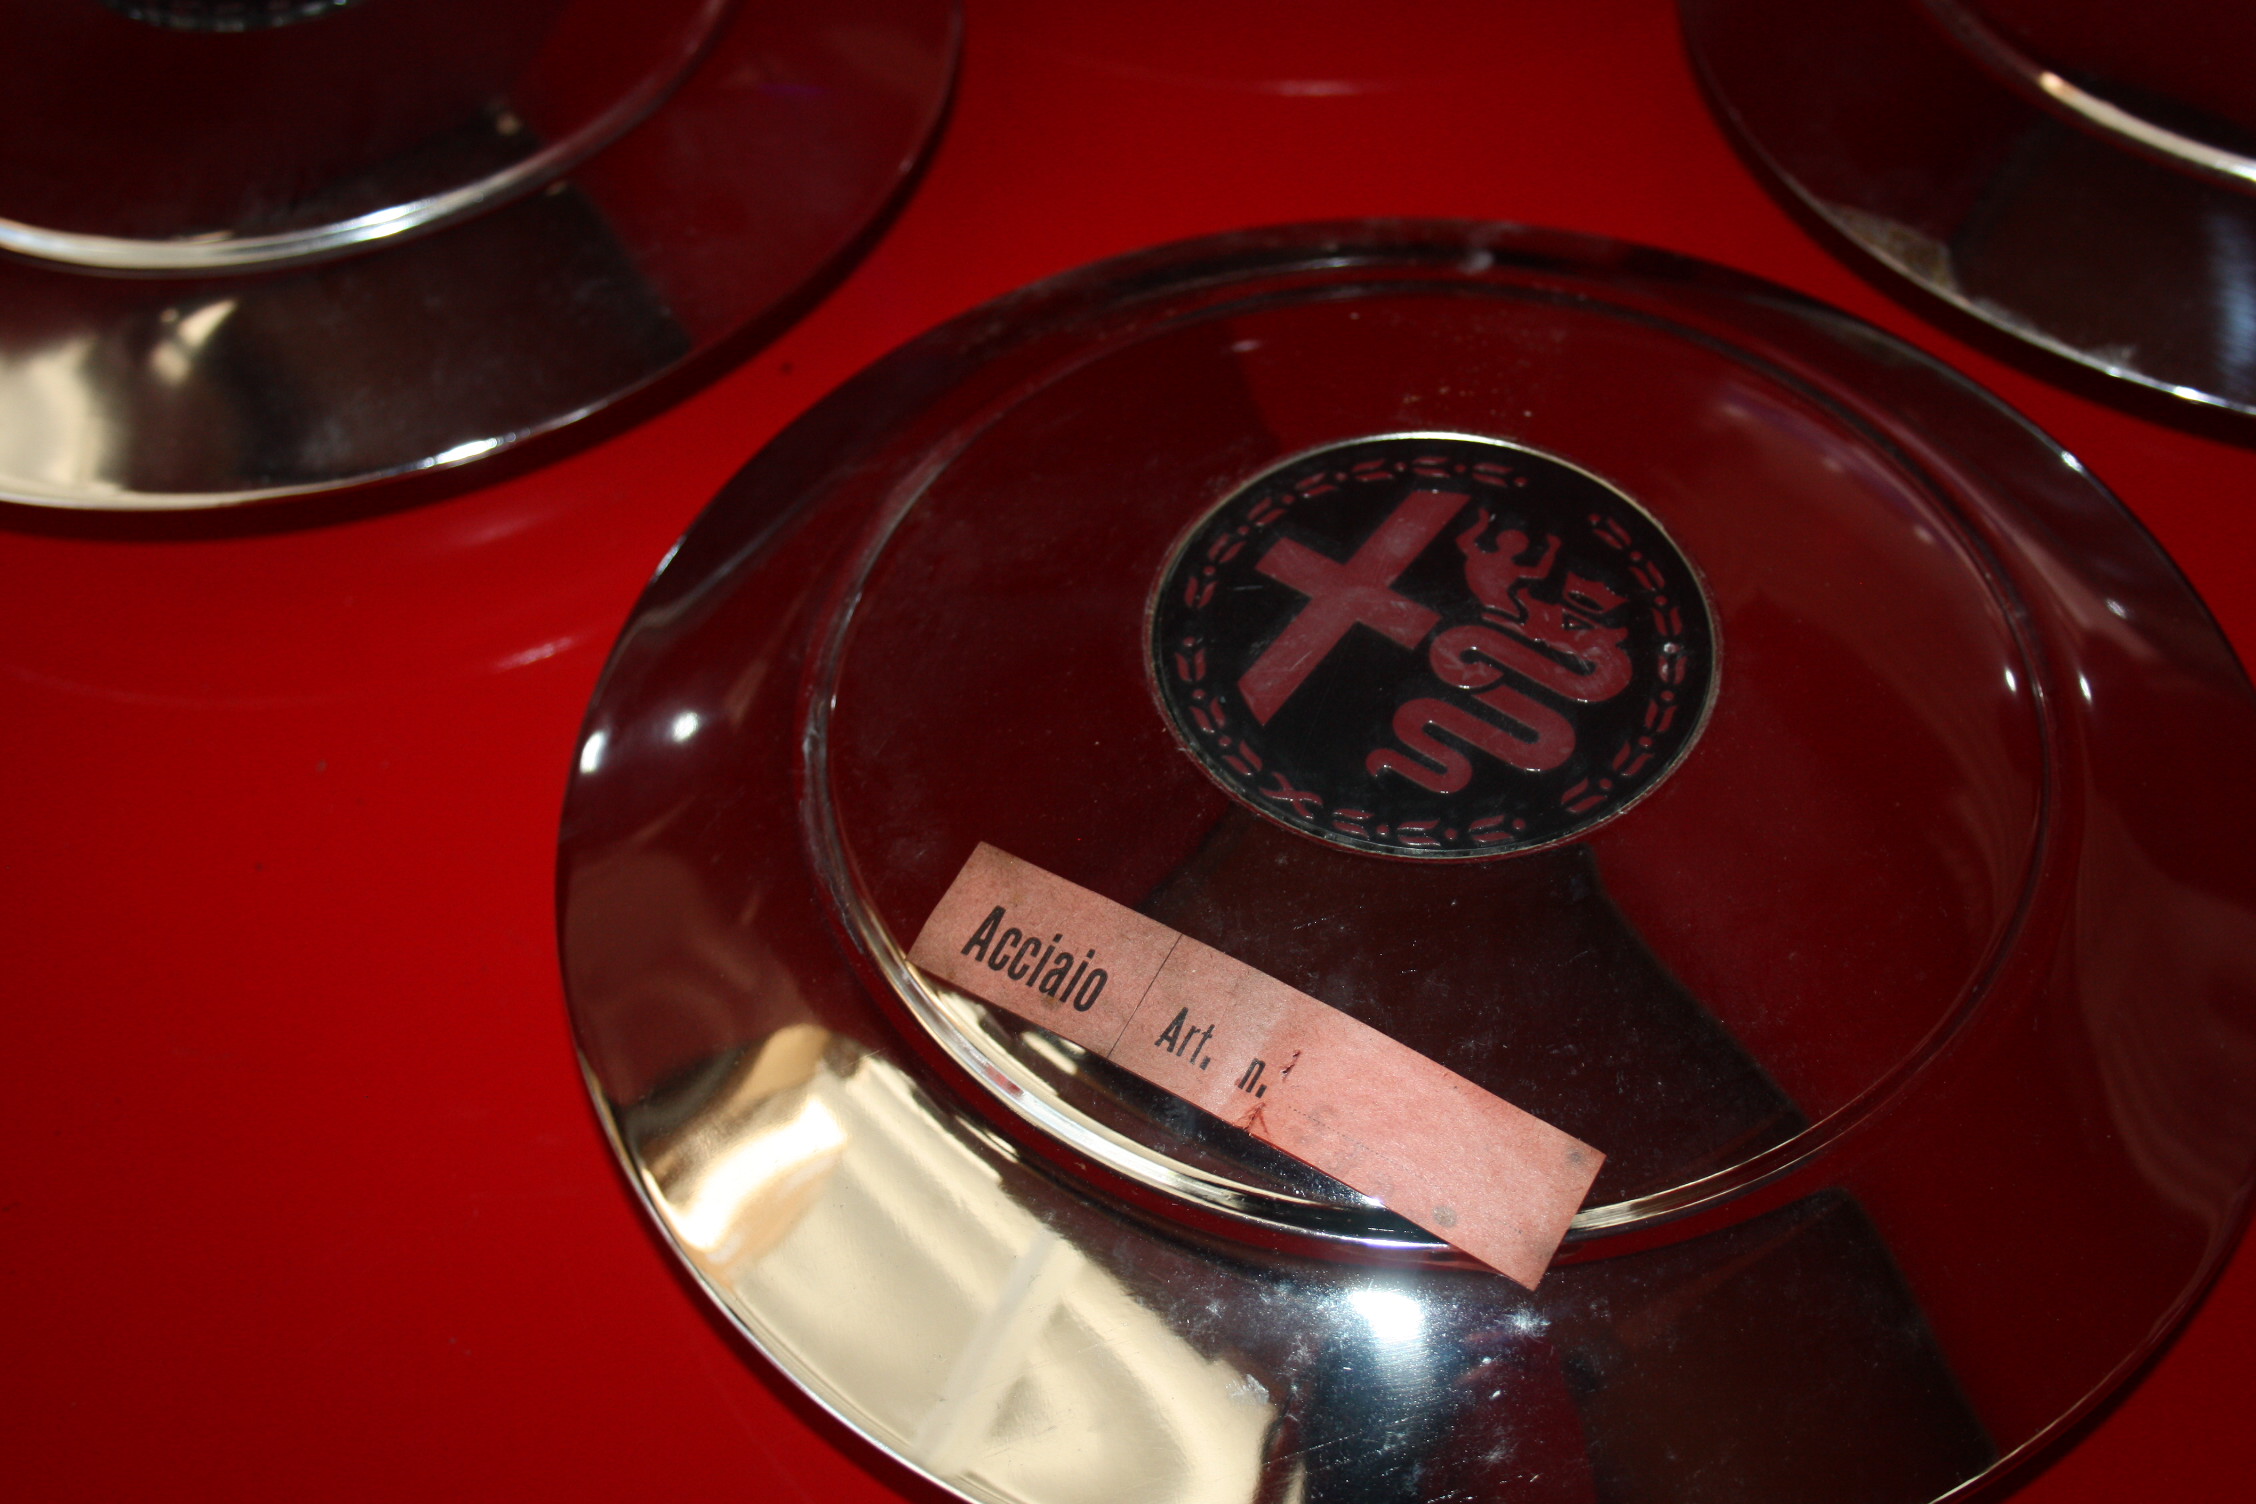 Acciaio Art. n.